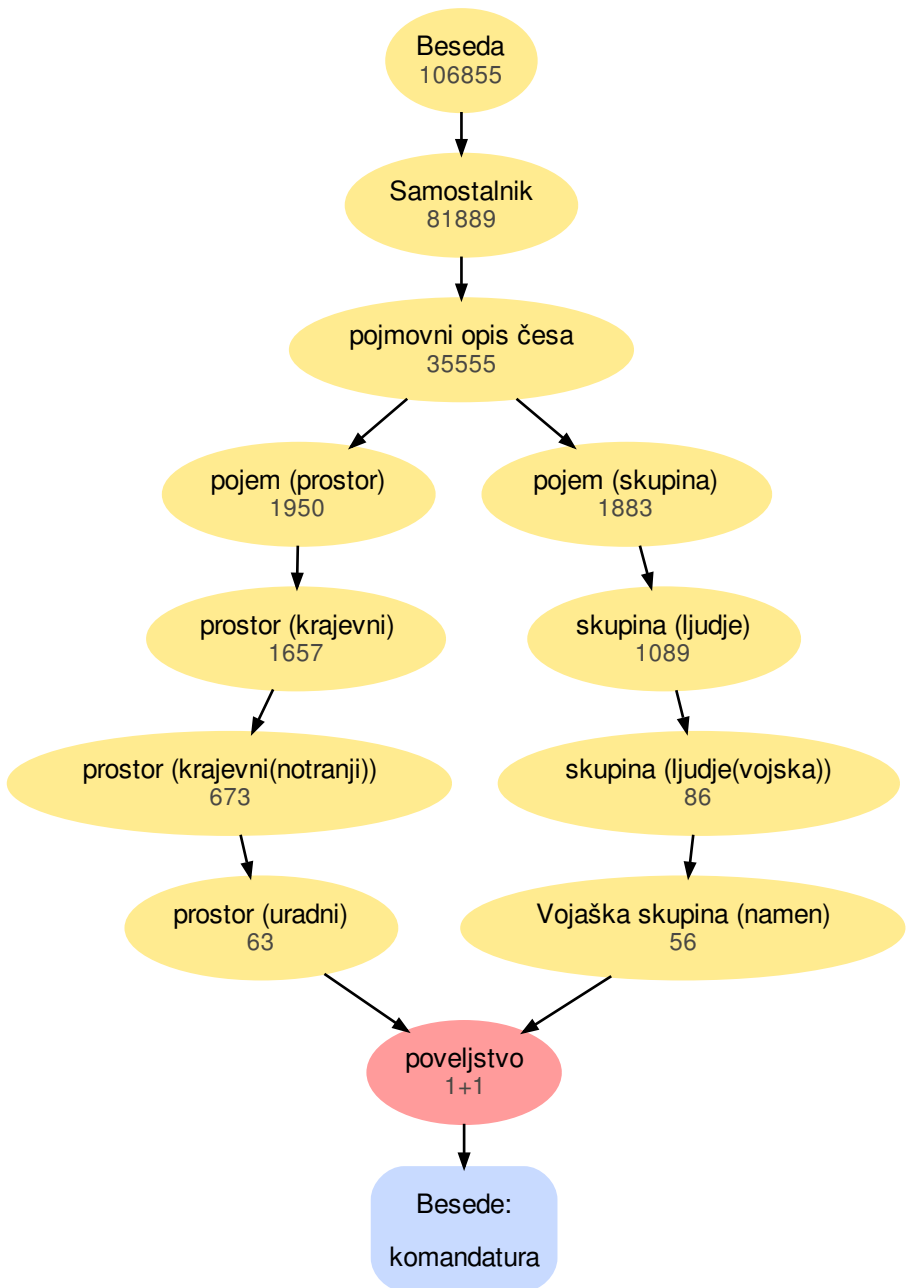 Beseda
106855
Samostalnik
81889
pojmovni opis česa
35555
pojem (prostor)
1950
pojem (skupina)
1883
prostor (krajevni)
1657
skupina (ljudje)
1089
prostor (krajevni(notranji))
673
skupina (ljudje(vojska))
86
prostor (uradni)
63
Vojaška skupina (namen)
56
poveljstvo
1+1
Besede:
komandatura